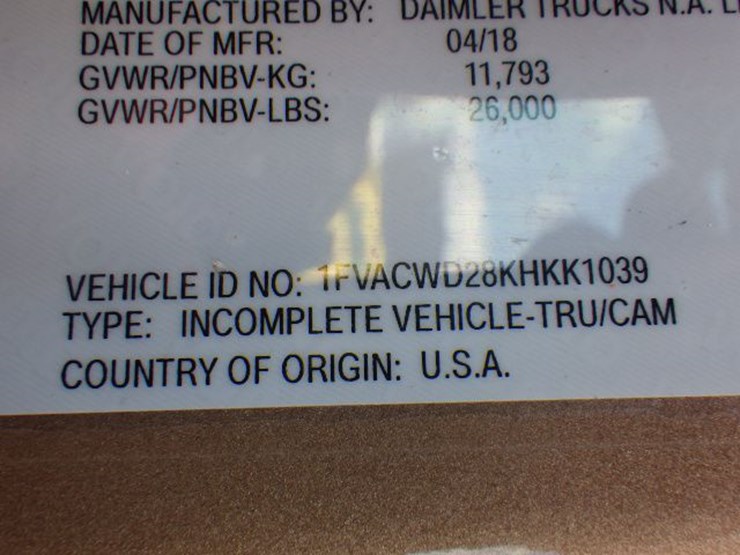 MANUFACTURED BY: DAIMLER TRUCKS N.A.
DATE OF MFR: 04/18
GVWR/PNBV-KG: 11,793
GVWR/PNBV-LBS: 26,000
VEHICLE ID NO: 1FVACWD28KHKK1039
TYPE: INCOMPLETE VEHICLE-TRU/CAM
COUNTRY OF ORIGIN: U.S.A.